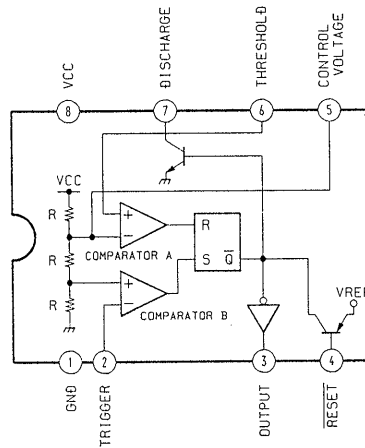 VCC
DISCHARGE
THRESHOLD
CONTROL
VOLTAGE
8
7
6
5
VCC
R
R
R
+
−
COMPARATOR A
+
−
COMPARATOR B
R
S
Q̅
VREF
1
2
3
4
GND
TRIGGER
OUTPUT
R̅E̅S̅E̅T̅